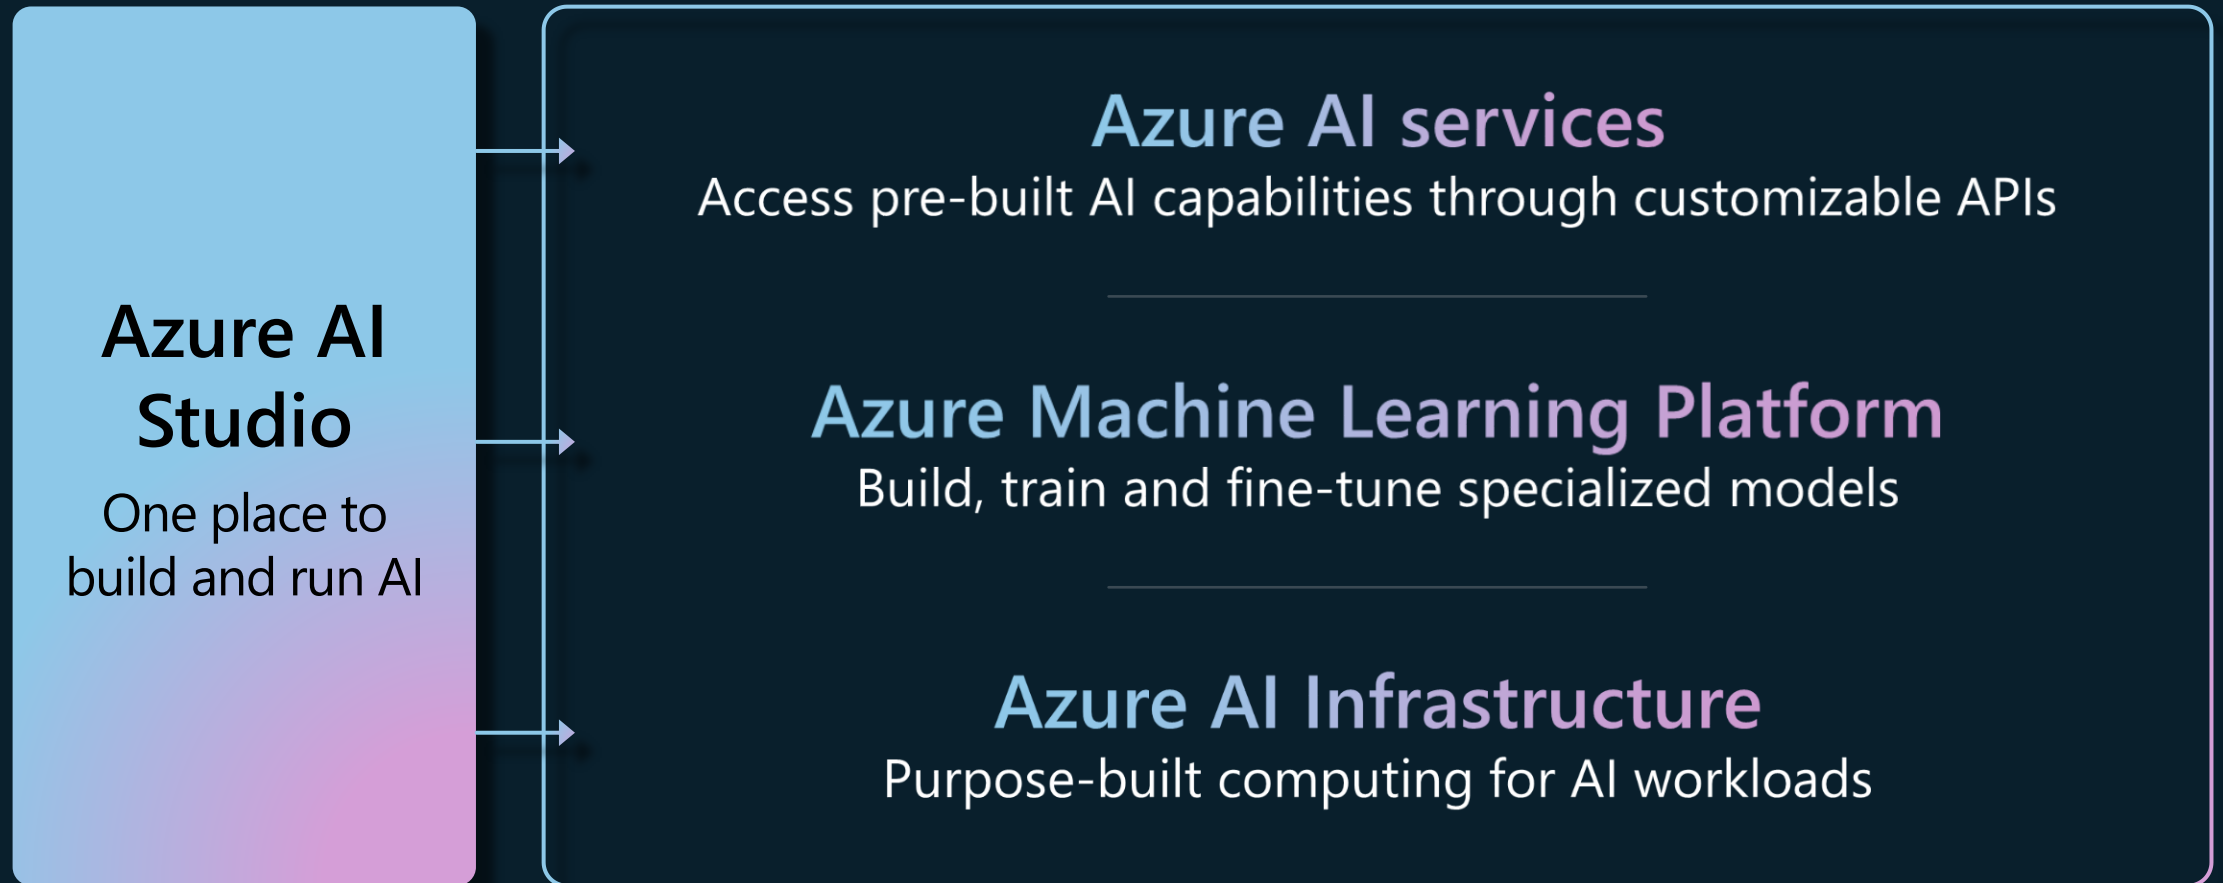 Azure AI
Studio
One place to
build and run AI
Azure AI services
Access pre-built AI capabilities through customizable APIs
Azure Machine Learning Platform
Build, train and fine-tune specialized models
Azure AI Infrastructure
Purpose-built computing for AI workloads